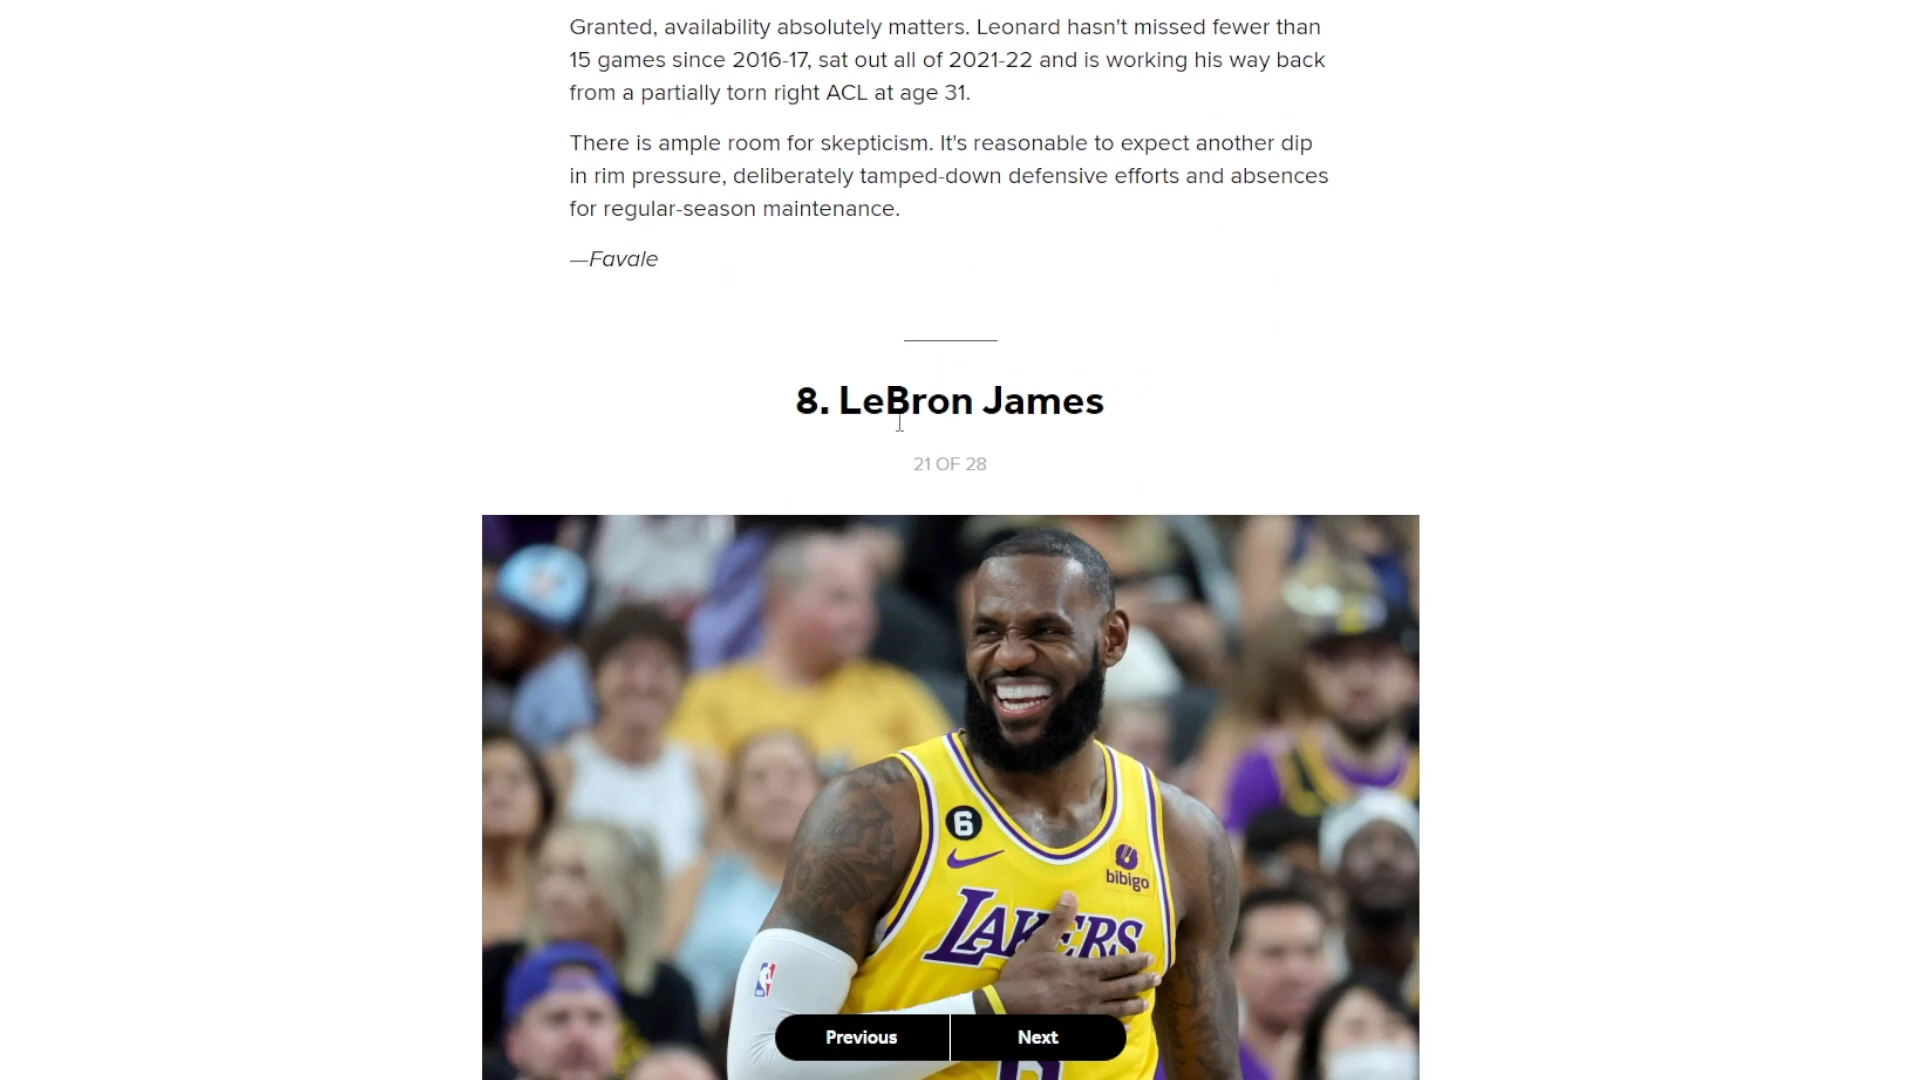 Granted, availability absolutely matters. Leonard hasn't missed fewer than
15 games since 2016-17, sat out all of 2021-22 and is working his way back
from a partially torn right ACL at age 31.
There is ample room for skepticism. It's reasonable to expect another dip
in rim pressure, deliberately tamped-down defensive efforts and absences
for regular-season maintenance.
—Favale
8. LeBron James
21 OF 28
6
bibigo
LAKERS
Previous
Next